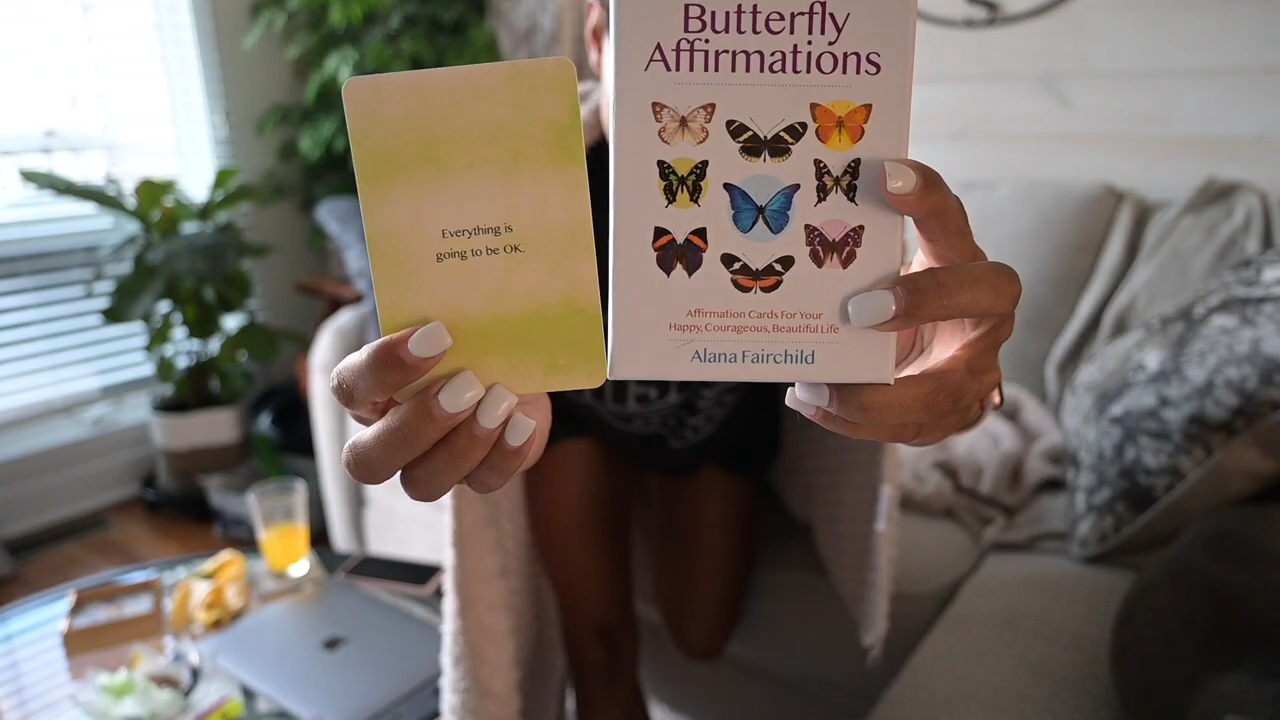 Everything is
going to be OK.
Butterfly
Affirmations
Affirmation Cards For Your
Happy, Courageous, Beautiful Life
Alana Fairchild